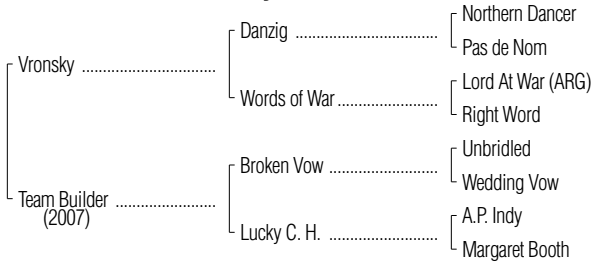 Northern Dancer
Danzig ....................................
Pas de Nom
Vronsky .................................
Lord At War (ARG)
Words of War.........................
Right Word
Unbridled
Broken Vow ...........................
Wedding Vow
Team Builder .........................
(2007)
A.P. Indy
Lucky C. H. ...........................
Margaret Booth